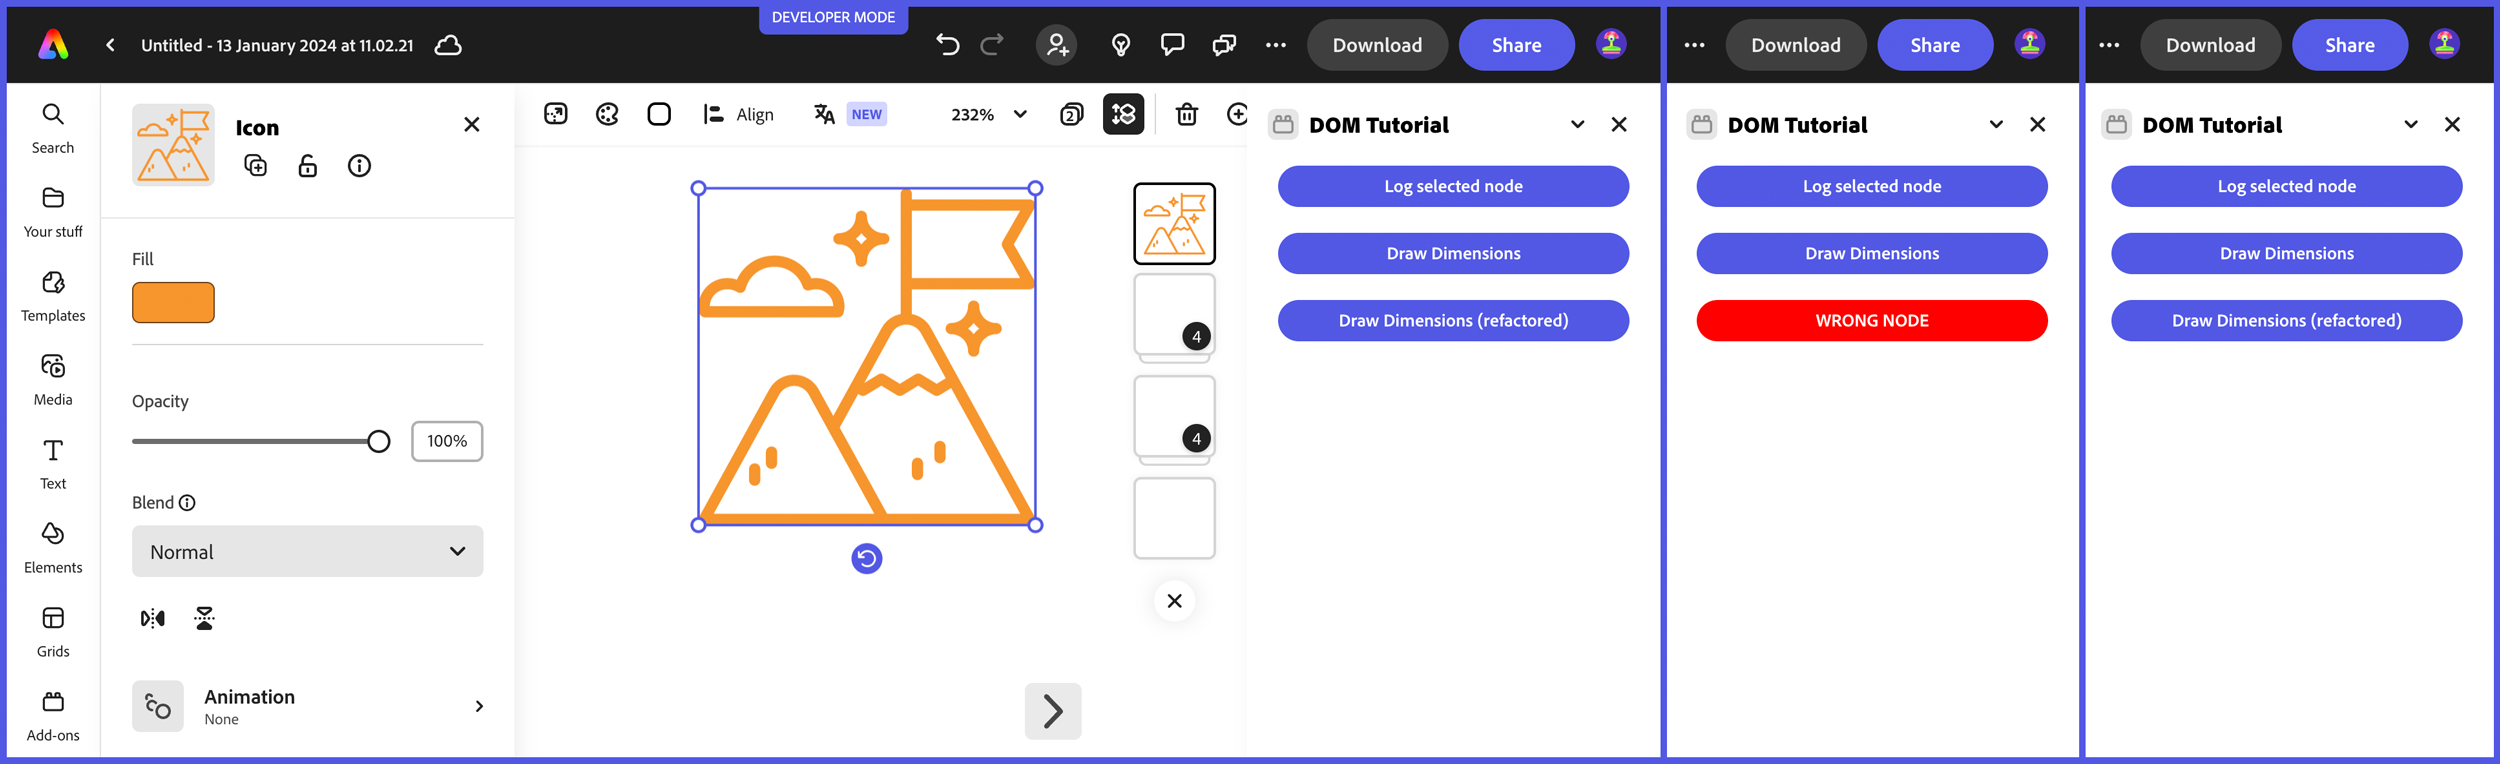 DEVELOPER MODE
Untitled - 13 January 2024 at 11.02.21
Download
Share
Search
Your stuff
Templates
Media
Text
Elements
Grids
Add-ons
Icon
Fill
Opacity
100%
Blend
Normal
Animation
None
Align
NEW
232%
2
4
4
DOM Tutorial
Log selected node
Draw Dimensions
Draw Dimensions (refactored)
Download
Share
DOM Tutorial
Log selected node
Draw Dimensions
WRONG NODE
Download
Share
DOM Tutorial
Log selected node
Draw Dimensions
Draw Dimensions (refactored)